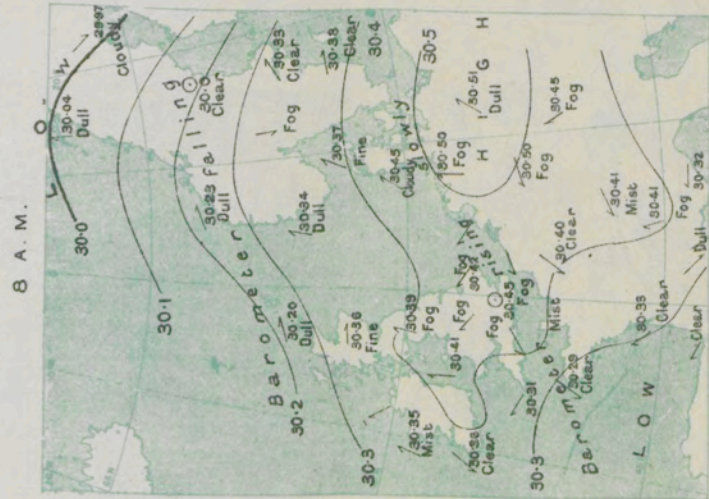 8 A.M.
L O W
29·97
Cloudy
30·04
Dull
30·0
30·0
Clear
falling
30·1
30·23
Dull
30·33
Clear
30·38
Clear
30·4
Fog
Barometer
30·20
Dull
30·2
30·34
Dull
30·37
Fine
30·45
Cloudy
slowly
30·5
H I G H
30·51
Dull
30·50
Fog
30·50
Fog
30·45
Fog
30·3
30·36
Fine
30·39
Fog
Fog
30·42
rising
Fog
30·41
Fog
30·45
Fog
30·35
Mist
30·36
Clear
30·31
Mist
30·40
Clear
30·41
Mist
30·41
Fog
30·32
30·3
Barometer
30·29
Clear
30·33
Clear
Dull
Clear
LOW